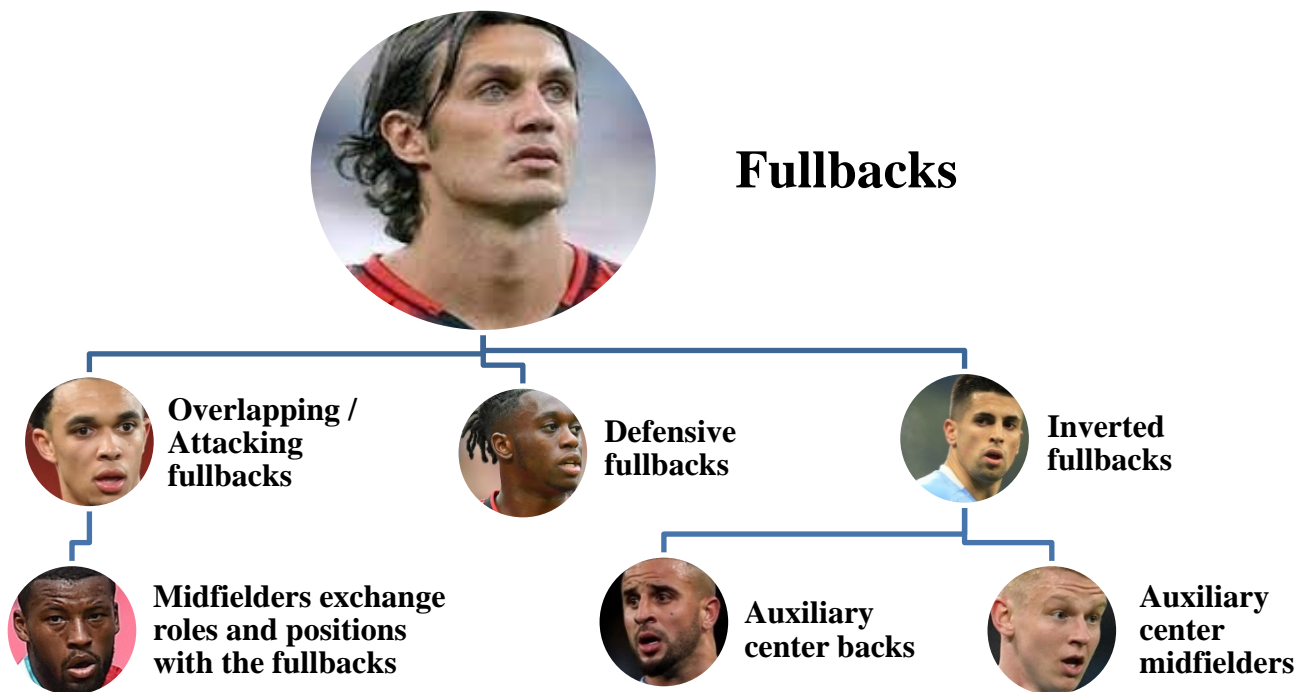 Fullbacks
Overlapping /
Attacking
fullbacks
Defensive
fullbacks
Inverted
fullbacks
Midfielders exchange
roles and positions
with the fullbacks
Auxiliary
center backs
Auxiliary
center
midfielders